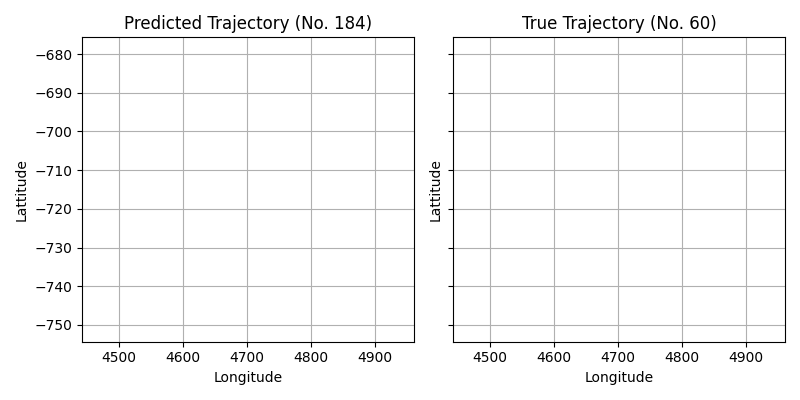 Predicted Trajectory (No. 184)
True Trajectory (No. 60)
Lattitude
−680
−690
−700
−710
−720
−730
−740
−750
4500 4600 4700 4800 4900
Longitude
Lattitude
4500 4600 4700 4800 4900
Longitude